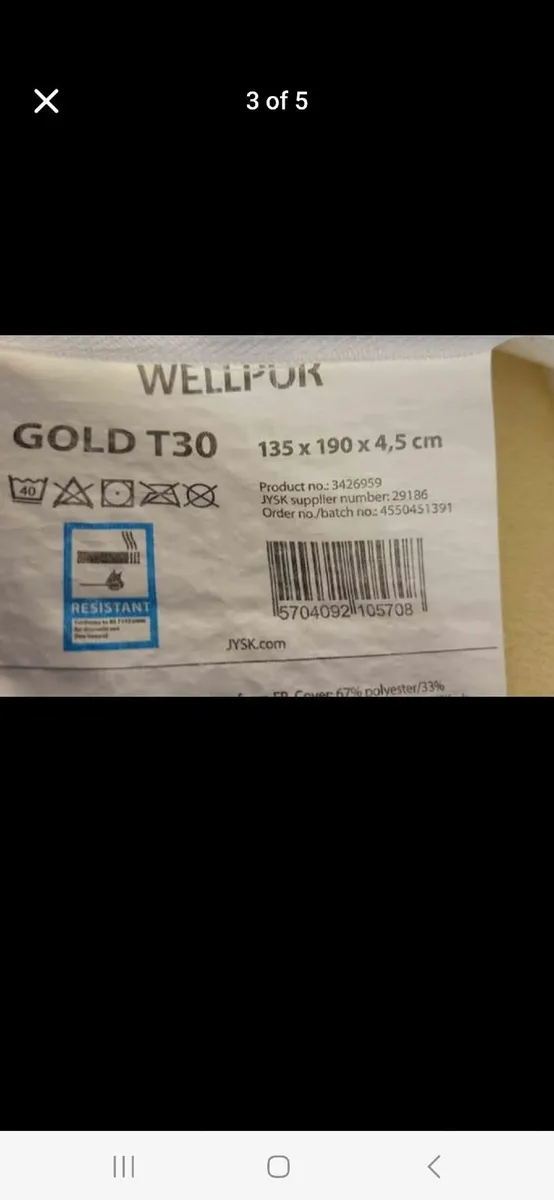 3 of 5
WELLPUR
GOLD T30
135 x 190 x 4,5 cm
40
Product no.: 3426959
JYSK supplier number: 29186
Order no./batch no.: 4550451391
RESISTANT
5704092 105708
JYSK.com
Cover: 67% polyester/33%